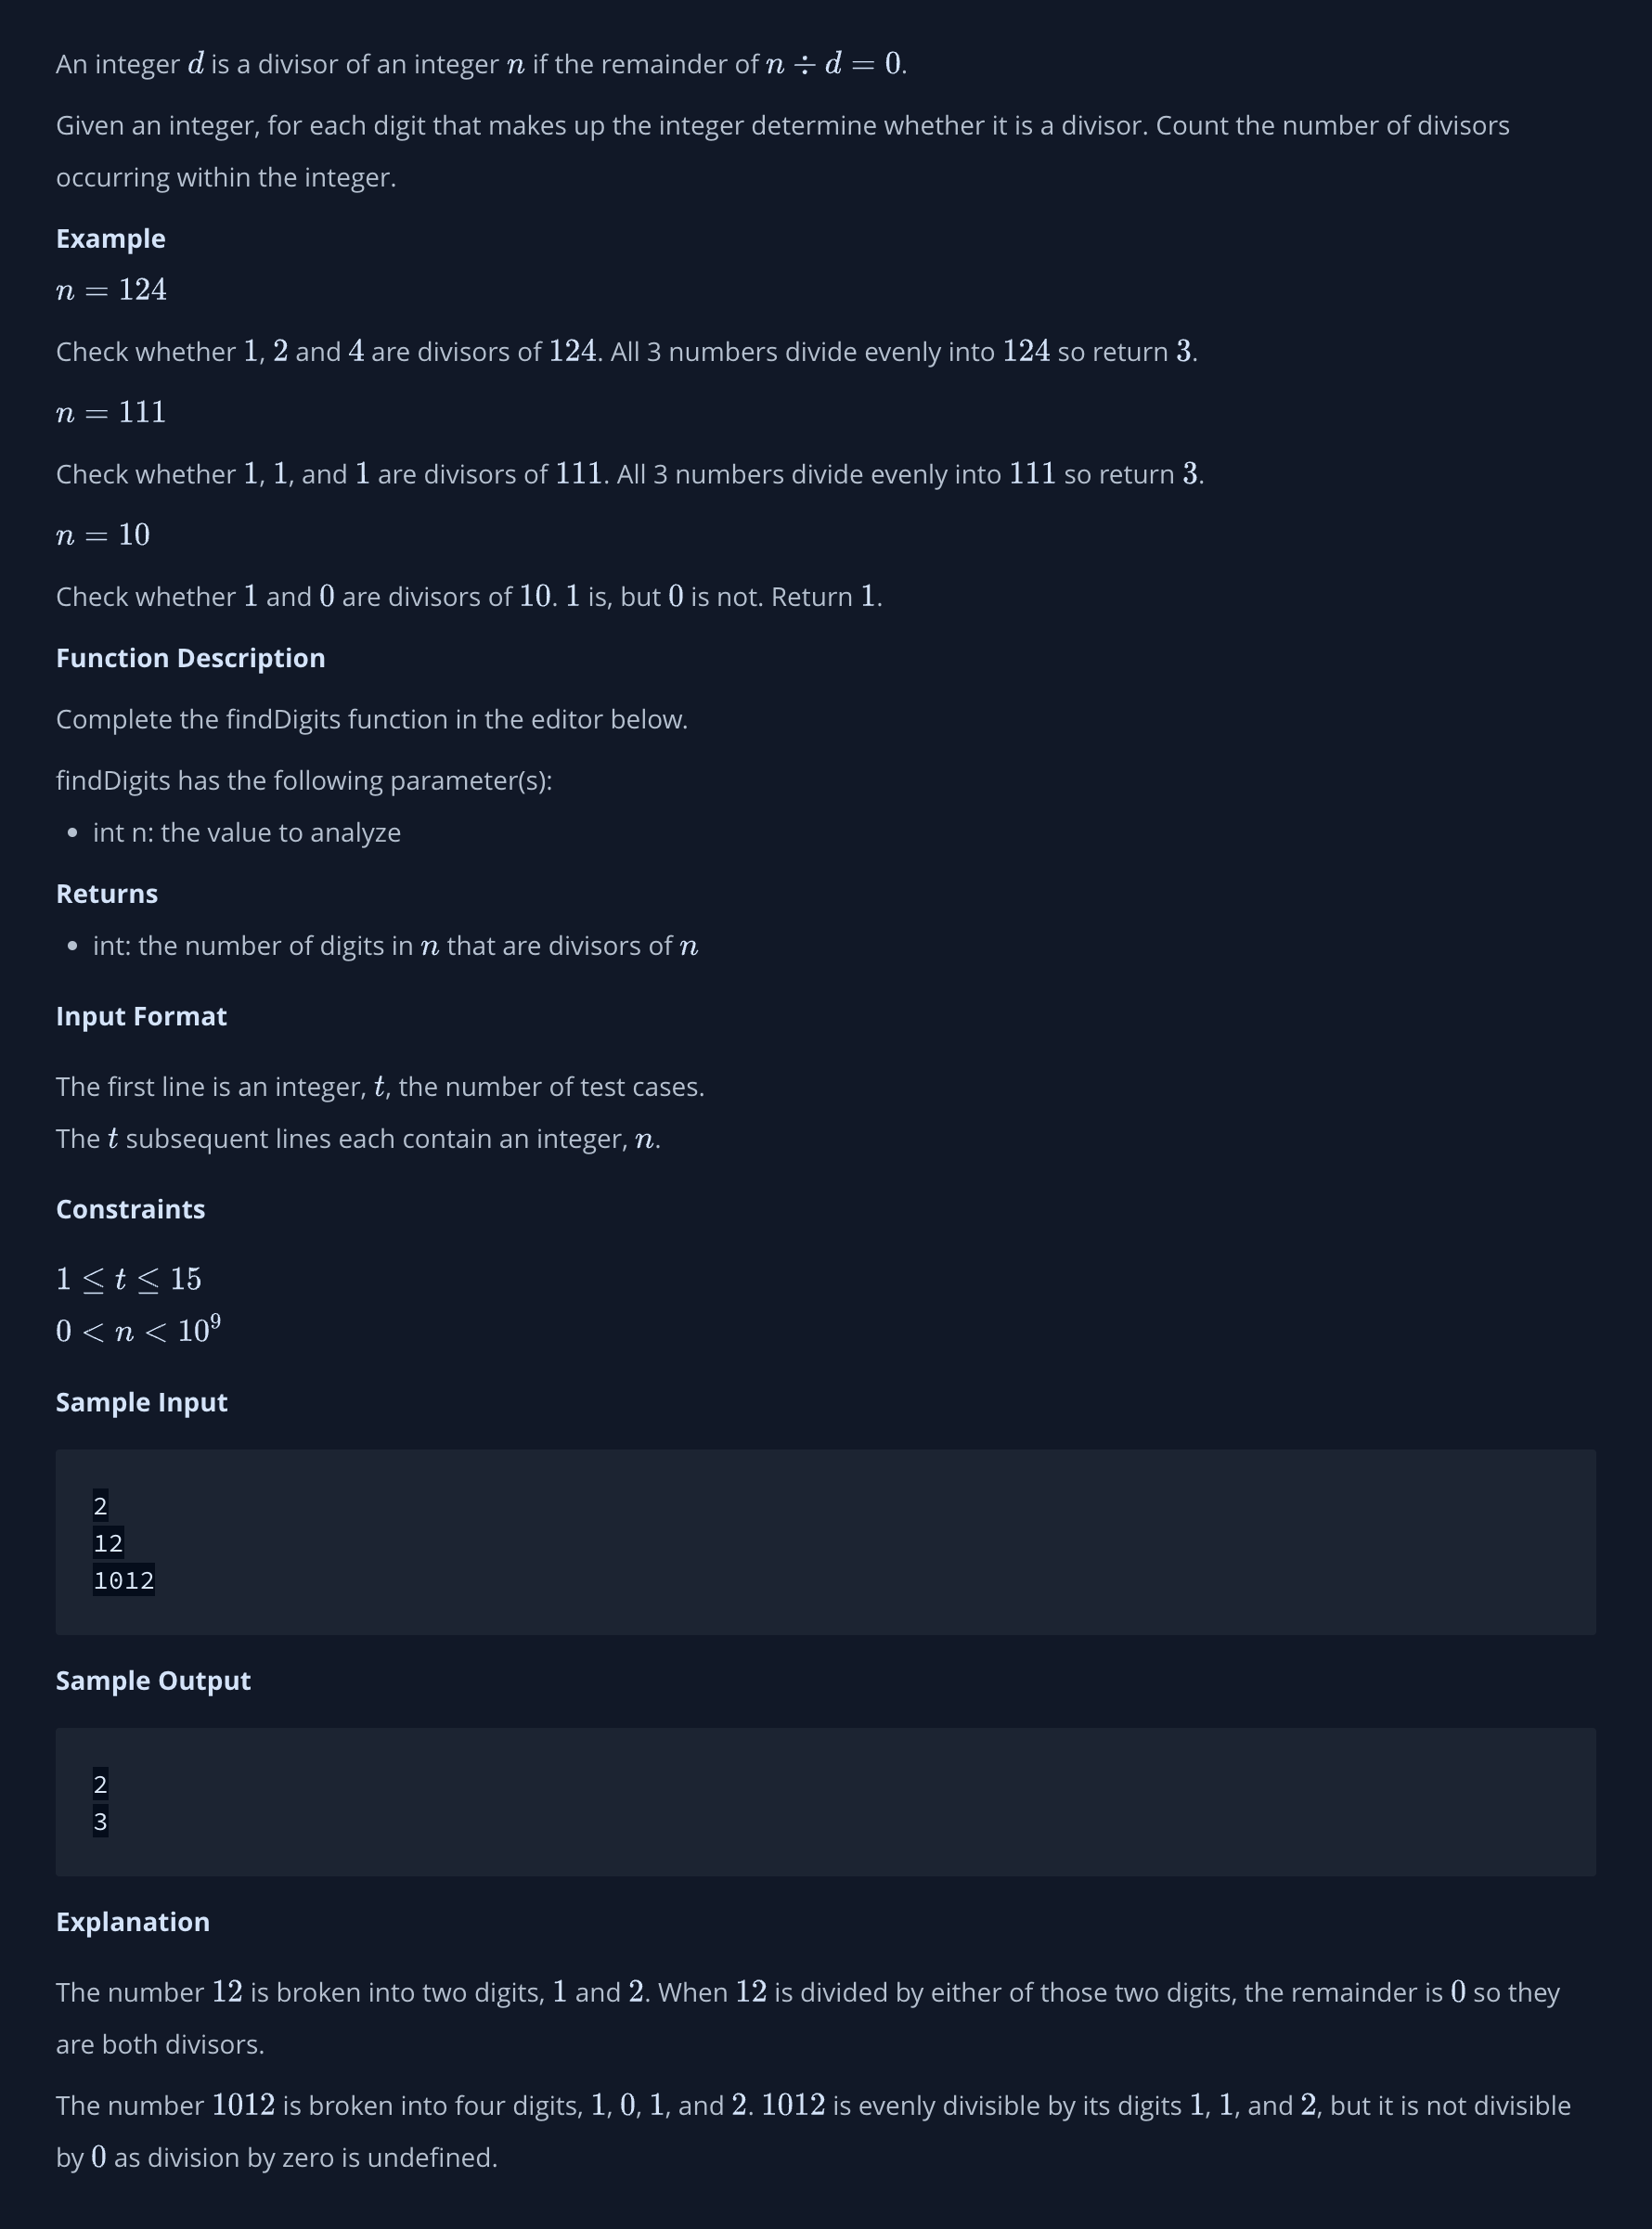 An integer d is a divisor of an integer n if the remainder of n ÷ d = 0.
Given an integer, for each digit that makes up the integer determine whether it is a divisor. Count the number of divisors
occurring within the integer.
Example
n = 124
Check whether 1, 2 and 4 are divisors of 124. All 3 numbers divide evenly into 124 so return 3.
n = 111
Check whether 1, 1, and 1 are divisors of 111. All 3 numbers divide evenly into 111 so return 3.
n = 10
Check whether 1 and 0 are divisors of 10. 1 is, but 0 is not. Return 1.
Function Description
Complete the findDigits function in the editor below.
findDigits has the following parameter(s):
• int n: the value to analyze
Returns
• int: the number of digits in n that are divisors of n
Input Format
The first line is an integer, t, the number of test cases.
The t subsequent lines each contain an integer, n.
Constraints
1 ≤ t ≤ 15
0 < n < 10⁹
Sample Input
2
12
1012
Sample Output
2
3
Explanation
The number 12 is broken into two digits, 1 and 2. When 12 is divided by either of those two digits, the remainder is 0 so they
are both divisors.
The number 1012 is broken into four digits, 1, 0, 1, and 2. 1012 is evenly divisible by its digits 1, 1, and 2, but it is not divisible
by 0 as division by zero is undefined.